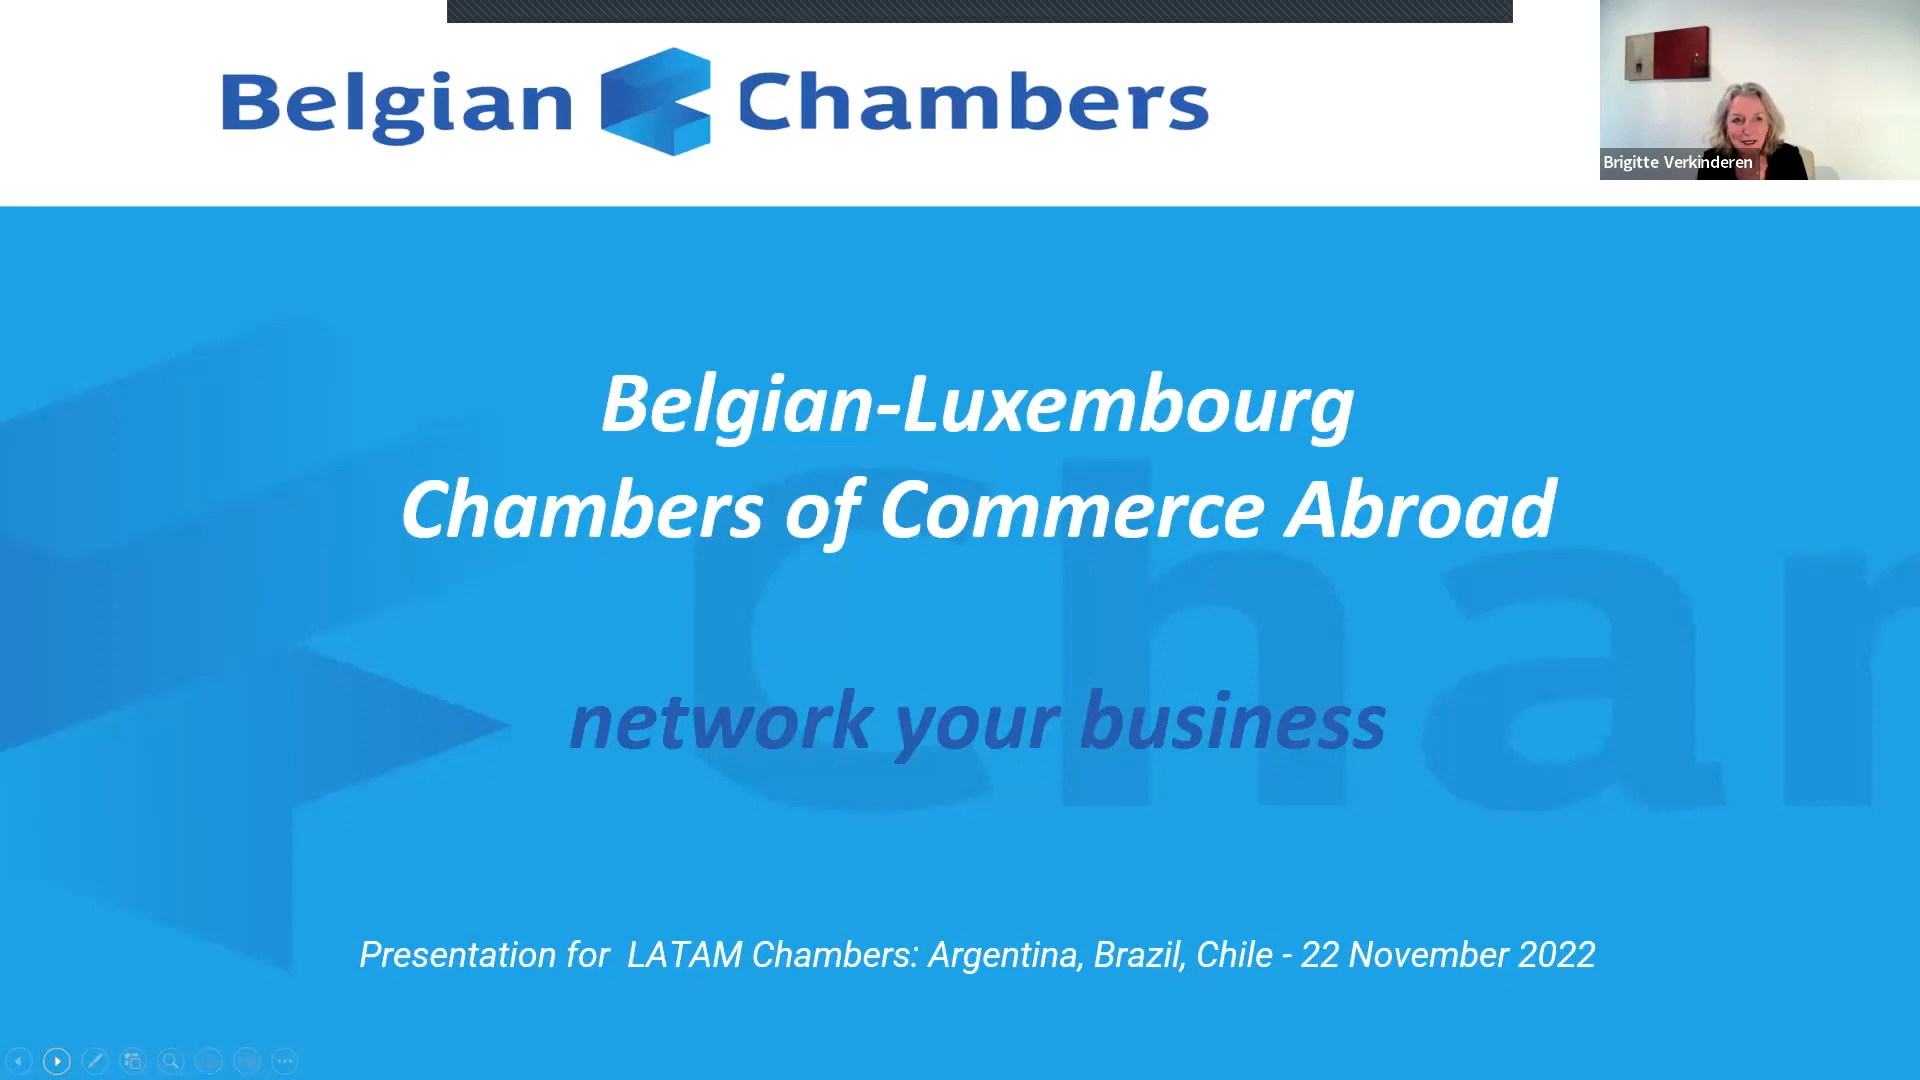 Belgian Chambers
Brigitte Verkinderen
Belgian-Luxembourg
Chambers of Commerce Abroad
network your business
Presentation for LATAM Chambers: Argentina, Brazil, Chile - 22 November 2022
Char